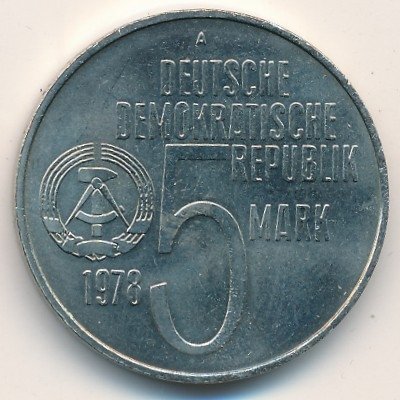 A
DEUTSCHE
DEMOKRATISCHE
REPUBLIK
5 MARK
1978